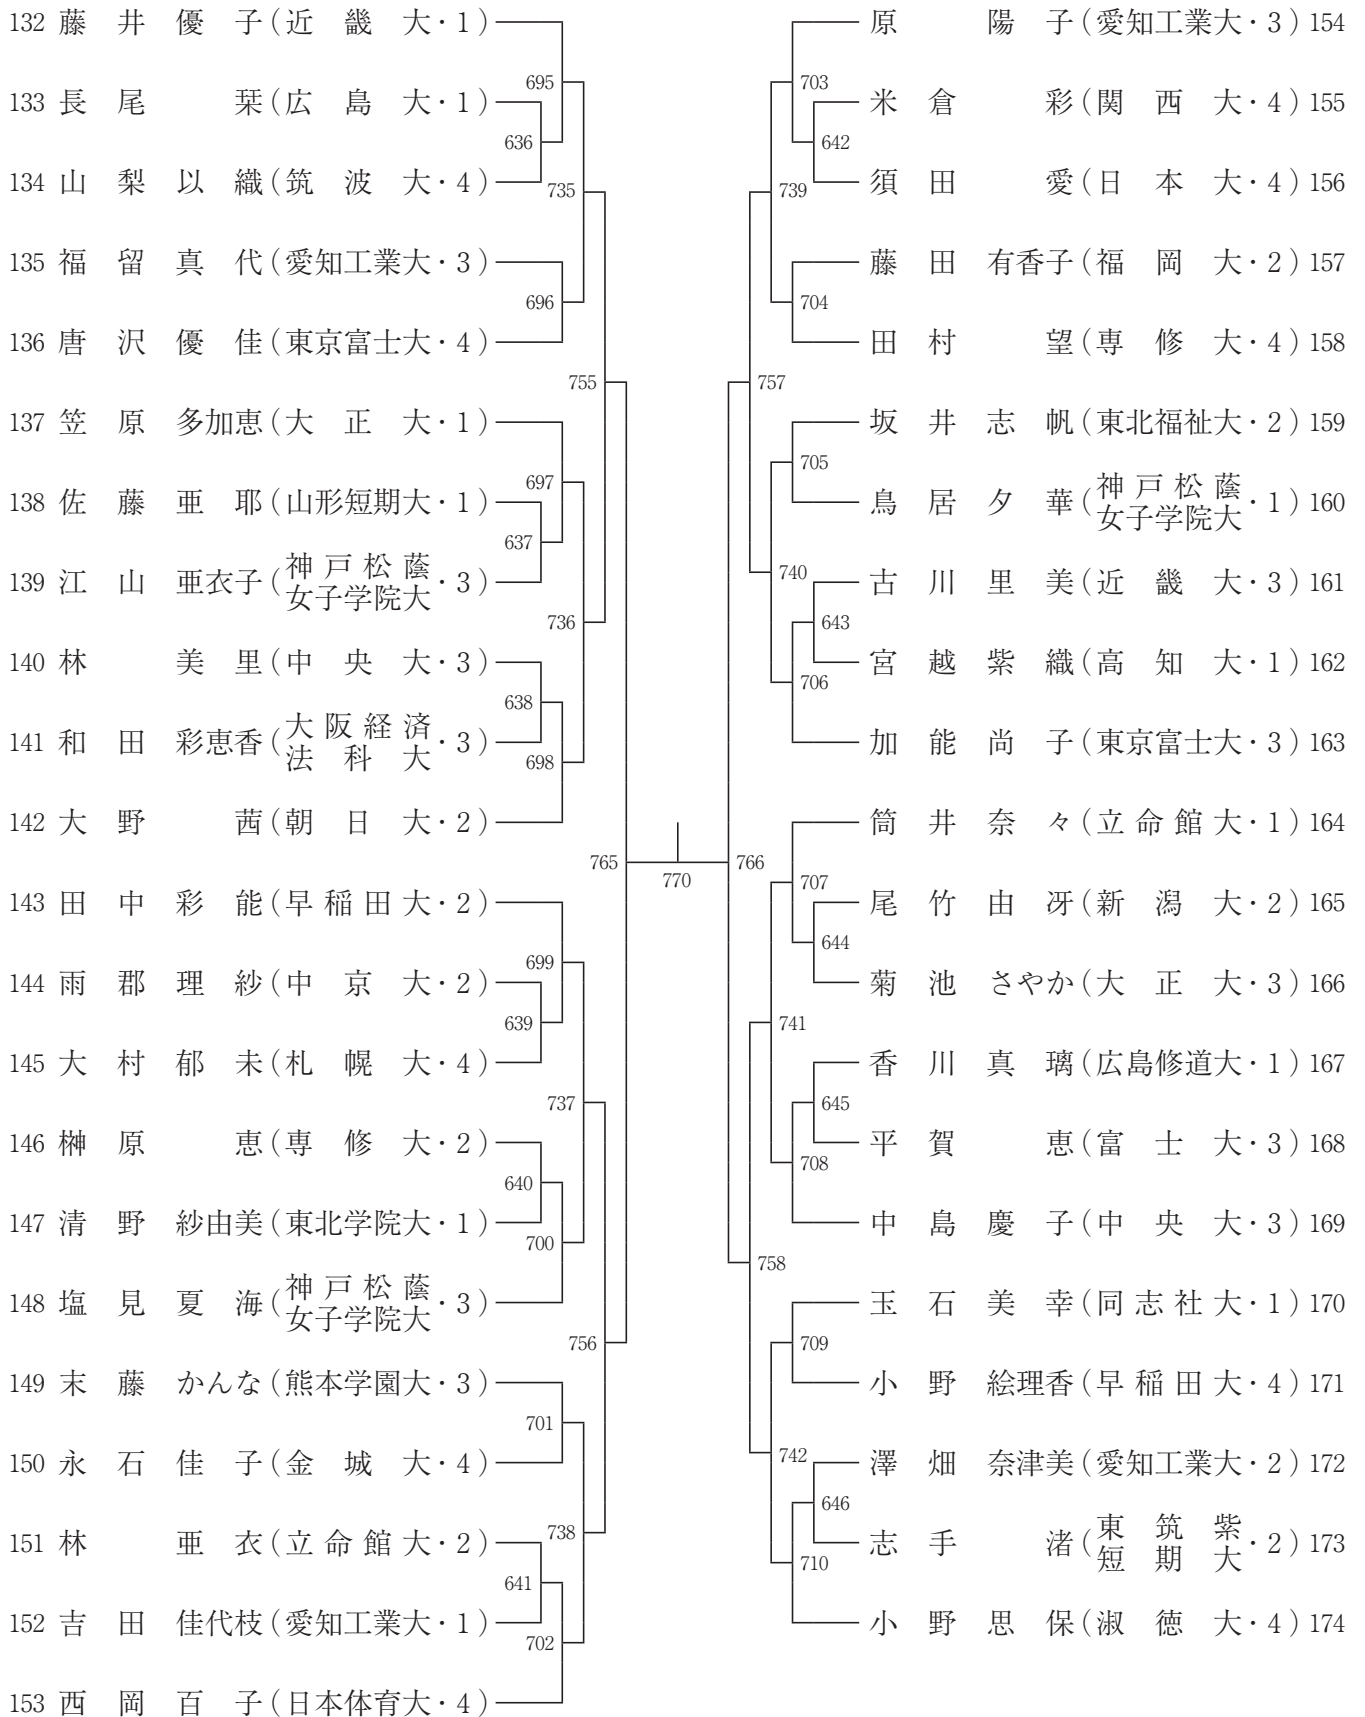 132 藤井優子(近畿大・1)
133 長尾栞(広島大・1)
134 山梨以織(筑波大・4)
135 福留真代(愛知工業大・3)
136 唐沢優佳(東京富士大・4)
137 笠原多加恵(大正大・1)
138 佐藤亜耶(山形短期大・1)
139 江山亜衣子(神戸松蔭女子学院大・3)
140 林美里(中央大・3)
141 和田彩恵香(大阪経済法科大・3)
142 大野茜(朝日大・2)
143 田中彩能(早稲田大・2)
144 雨郡理紗(中京大・2)
145 大村郁未(札幌大・4)
146 榊原恵(専修大・2)
147 清野紗由美(東北学院大・1)
148 塩見夏海(神戸松蔭女子学院大・3)
149 末藤かんな(熊本学園大・3)
150 永石佳子(金城大・4)
151 林亜衣(立命館大・2)
152 吉田佳代枝(愛知工業大・1)
153 西岡百子(日本体育大・4)
695
636
735
696
755
697
637
736
638
698
765
699
639
737
640
700
756
701
738
641
702
770
766
703
642
739
704
757
705
740
643
706
707
644
741
645
708
758
709
742
646
710
原陽子(愛知工業大・3) 154
米倉彩(関西大・4) 155
須田愛(日本大・4) 156
藤田有香子(福岡大・2) 157
田村望(専修大・4) 158
坂井志帆(東北福祉大・2) 159
鳥居夕華(神戸松蔭女子学院大・1) 160
古川里美(近畿大・3) 161
宮越紫織(高知大・1) 162
加能尚子(東京富士大・3) 163
筒井奈々(立命館大・1) 164
尾竹由冴(新潟大・2) 165
菊池さやか(大正大・3) 166
香川真璃(広島修道大・1) 167
平賀恵(富士大・3) 168
中島慶子(中央大・3) 169
玉石美幸(同志社大・1) 170
小野絵理香(早稲田大・4) 171
澤畑奈津美(愛知工業大・2) 172
志手渚(東筑紫短期大・2) 173
小野思保(淑徳大・4) 174